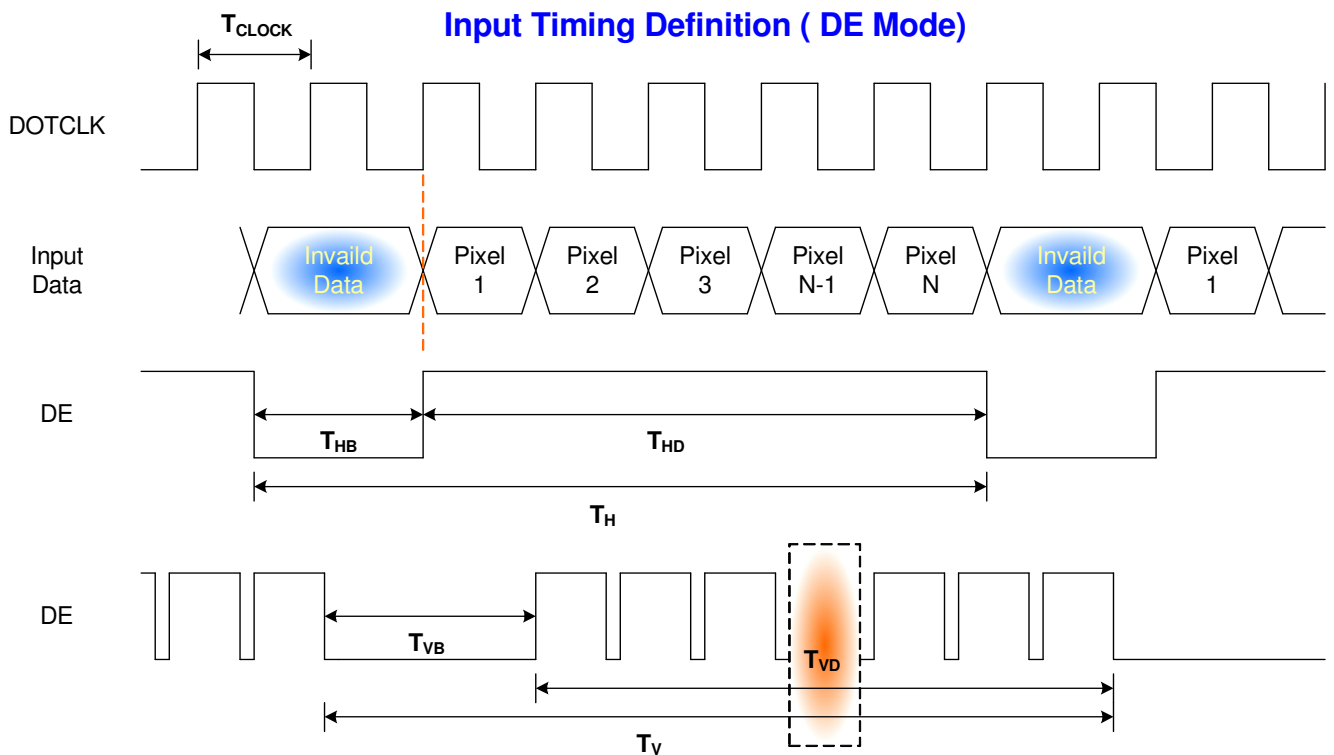 Input Timing Definition ( DE Mode)
TCLOCK
DOTCLK
Input
Data
Invaild
Data
Pixel
1
Pixel
2
Pixel
3
Pixel
N-1
Pixel
N
Invaild
Data
Pixel
1
DE
THB
THD
TH
DE
TVB
TVD
TV